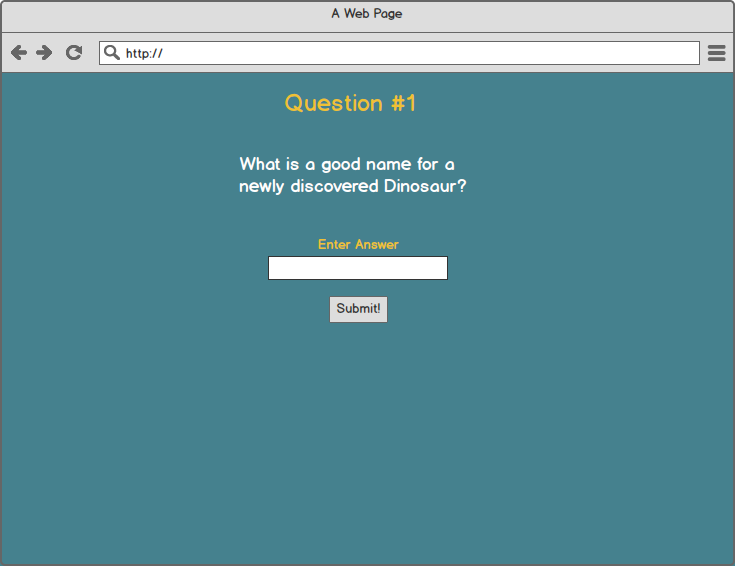 A Web Page
http://
Question #1
What is a good name for a
newly discovered Dinosaur?
Enter Answer
Submit!